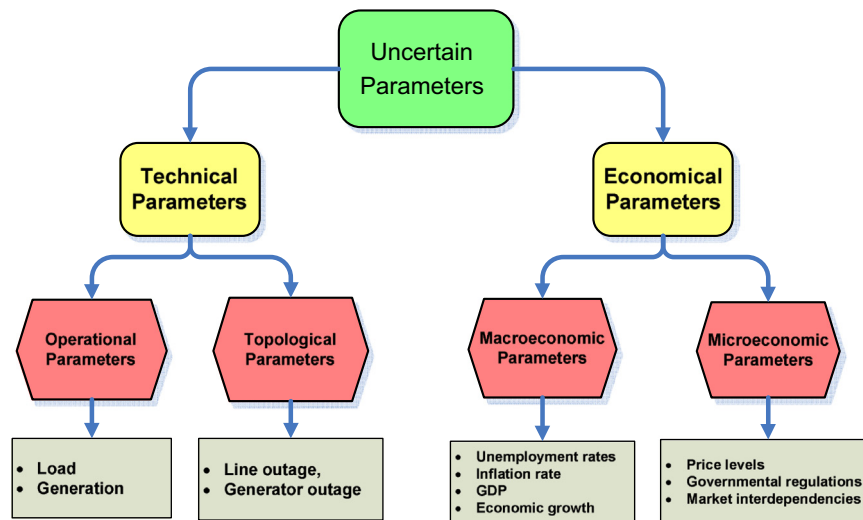 Uncertain
Parameters
Technical
Parameters
Economical
Parameters
Operational
Parameters
Topological
Parameters
Macroeconomic
Parameters
Microeconomic
Parameters
• Load
• Generation
• Line outage,
• Generator outage
• Unemployment rates
• Inflation rate
• GDP
• Economic growth
• Price levels
• Governmental regulations
• Market interdependencies